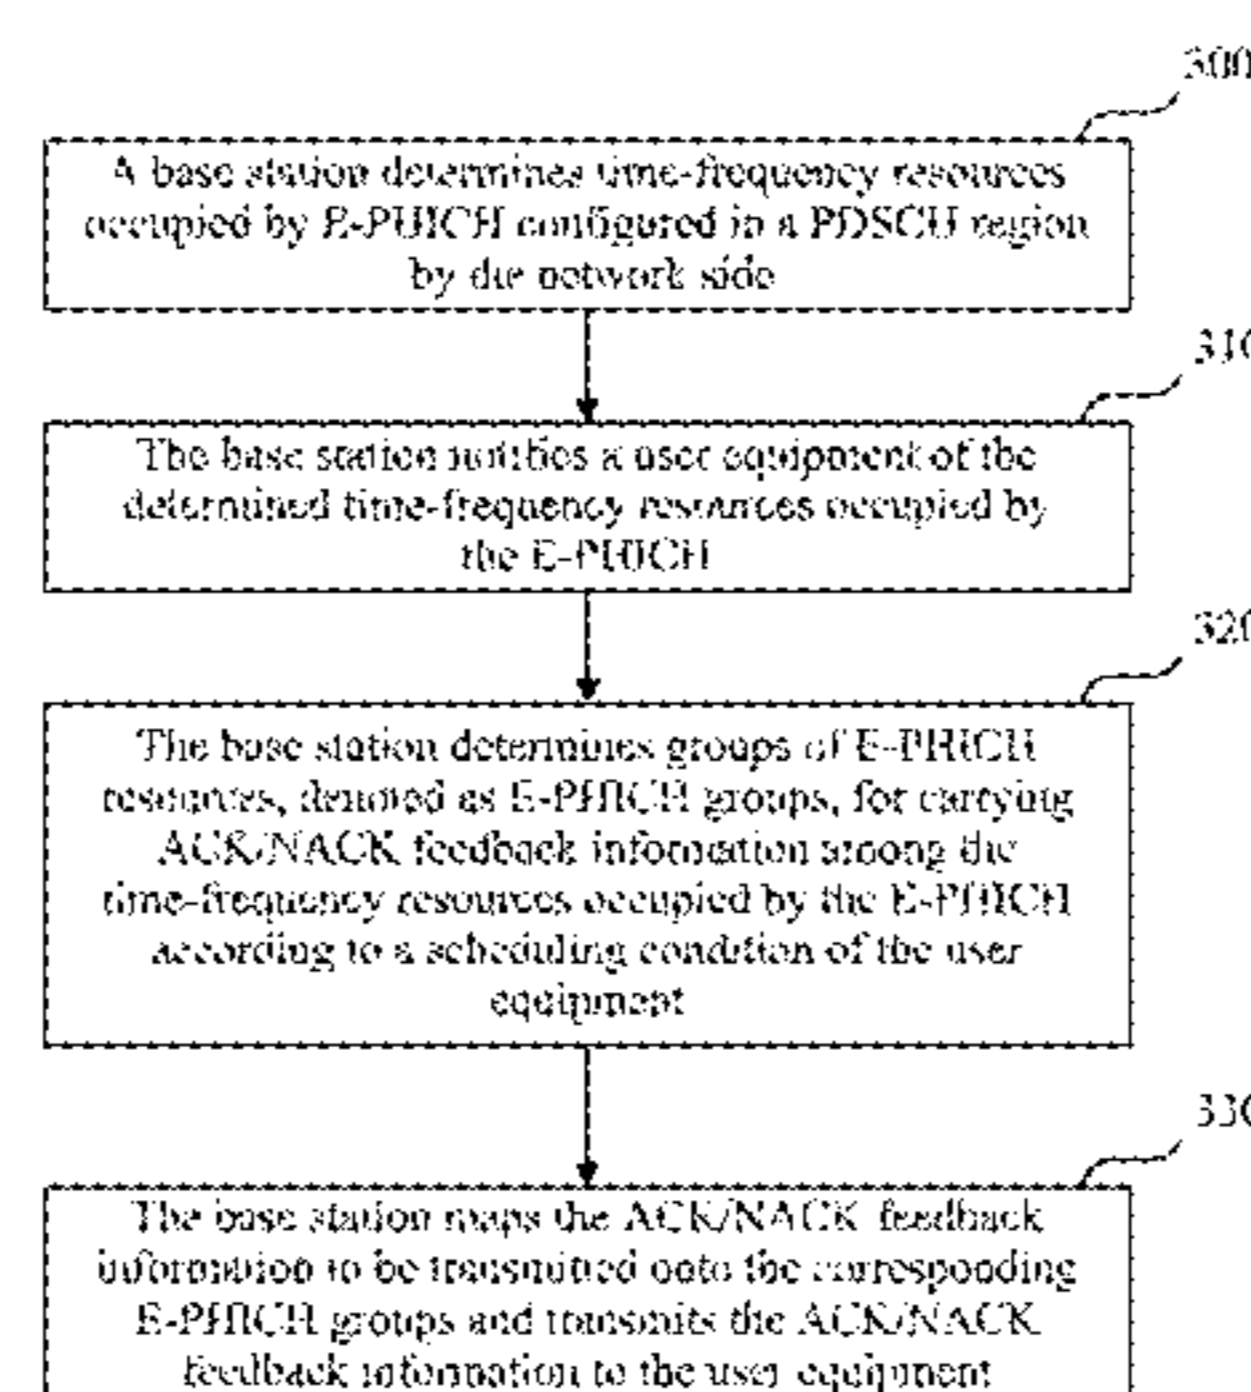 300
A base station determines time-frequency resources
occupied by E-PHICH configured in a PDSCH region
by the network side
310
The base station notifies a user equipment of the
determined time-frequency resources occupied by
the E-PHICH
320
The base station determines groups of E-PHICH
resources, denoted as E-PHICH groups, for carrying
ACK/NACK feedback information among the
time-frequency resources occupied by the E-PHICH
according to a scheduling condition of the user
equipment
330
The base station maps the ACK/NACK feedback
information to be transmitted onto the corresponding
E-PHICH groups and transmits the ACK/NACK
feedback information to the user equipment